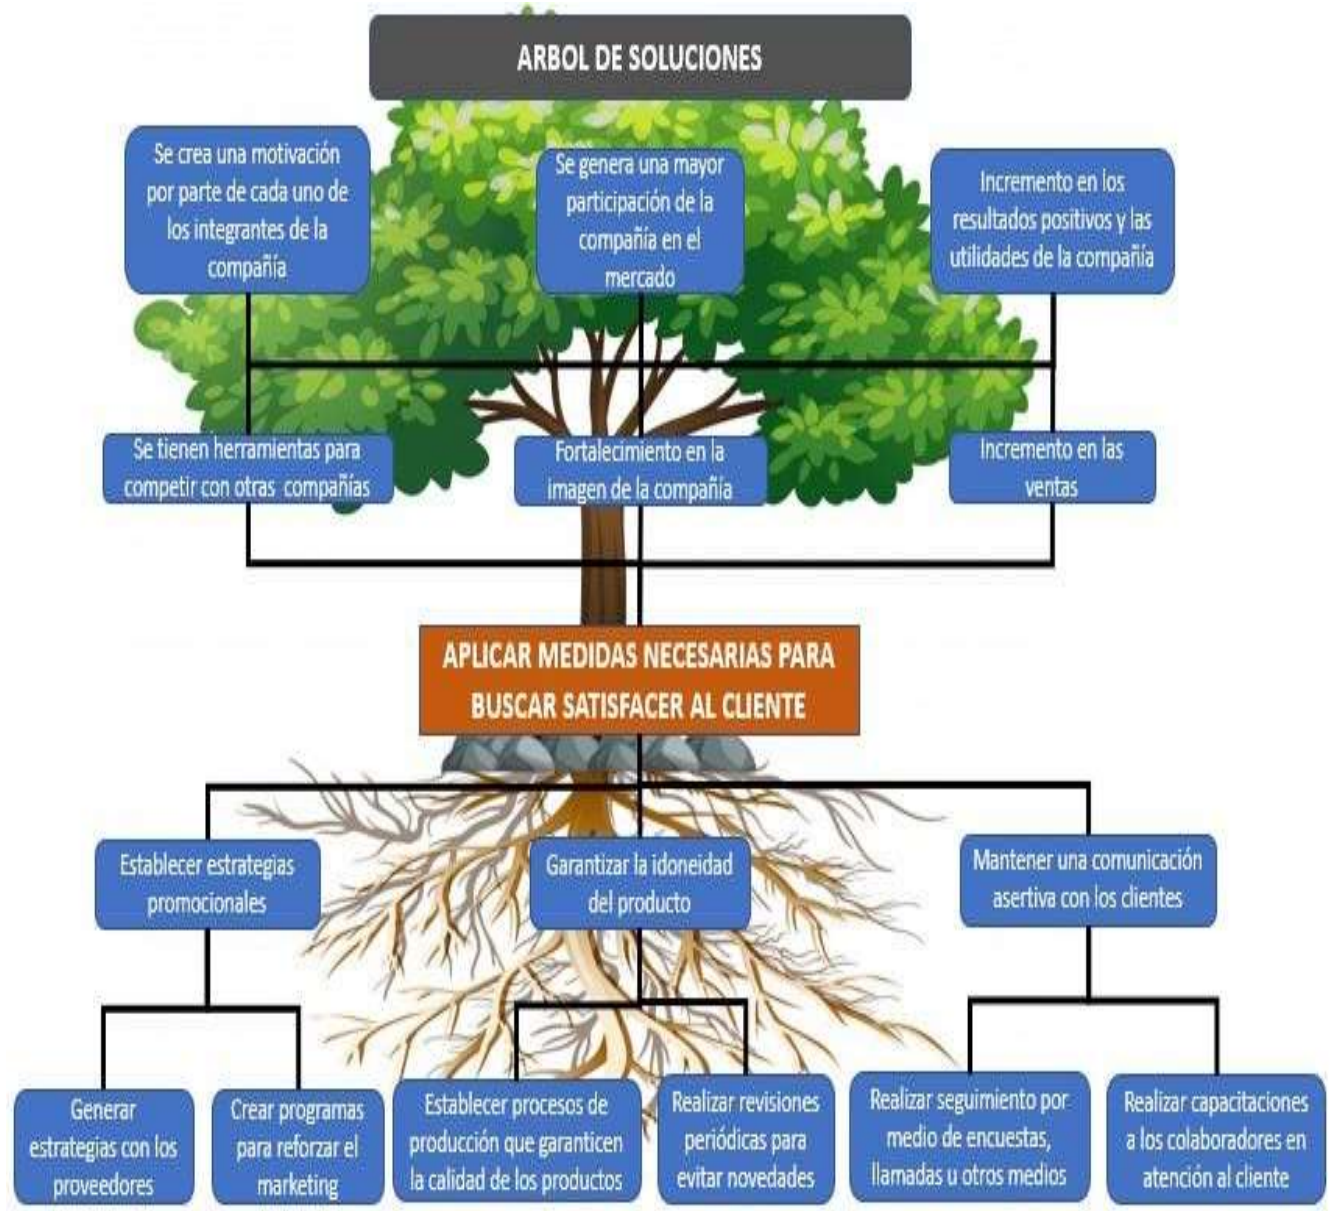 ARBOL DE SOLUCIONES
Se crea una motivación
por parte de cada uno de
los integrantes de la
compañía
Se genera una mayor
participación de la
compañía en el
mercado
Incremento en los
resultados positivos y las
utilidades de la compañía
Se tienen herramientas para
competir con otras compañías
Fortalecimiento en la
imagen de la compañía
Incremento en las
ventas
APLICAR MEDIDAS NECESARIAS PARA
BUSCAR SATISFACER AL CLIENTE
Establecer estrategias
promocionales
Garantizar la idoneidad
del producto
Mantener una comunicación
asertiva con los clientes
Generar
estrategias con los
proveedores
Crear programas
para reforzar el
marketing
Establecer procesos de
producción que garanticen
la calidad de los productos
Realizar revisiones
periódicas para
evitar novedades
Realizar seguimiento por
medio de encuestas,
llamadas u otros medios
Realizar capacitaciones
a los colaboradores en
atención al cliente